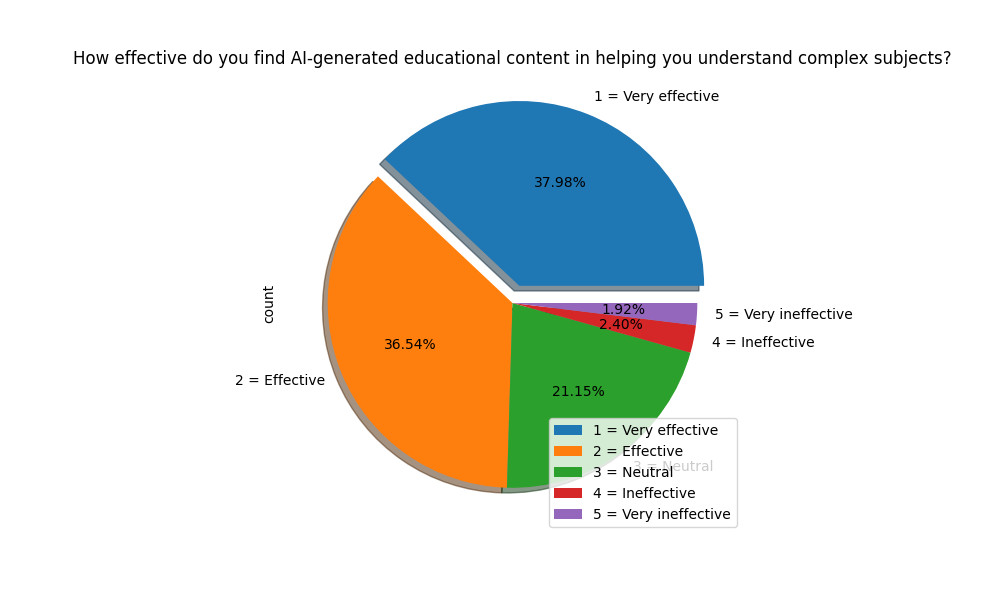 How effective do you find AI-generated educational content in helping you understand complex subjects?
1 = Very effective
37.98%
count
1.92%
5 = Very ineffective
2.40%
4 = Ineffective
36.54%
2 = Effective
21.15%
3 = Neutral
1 = Very effective
2 = Effective
3 = Neutral
4 = Ineffective
5 = Very ineffective